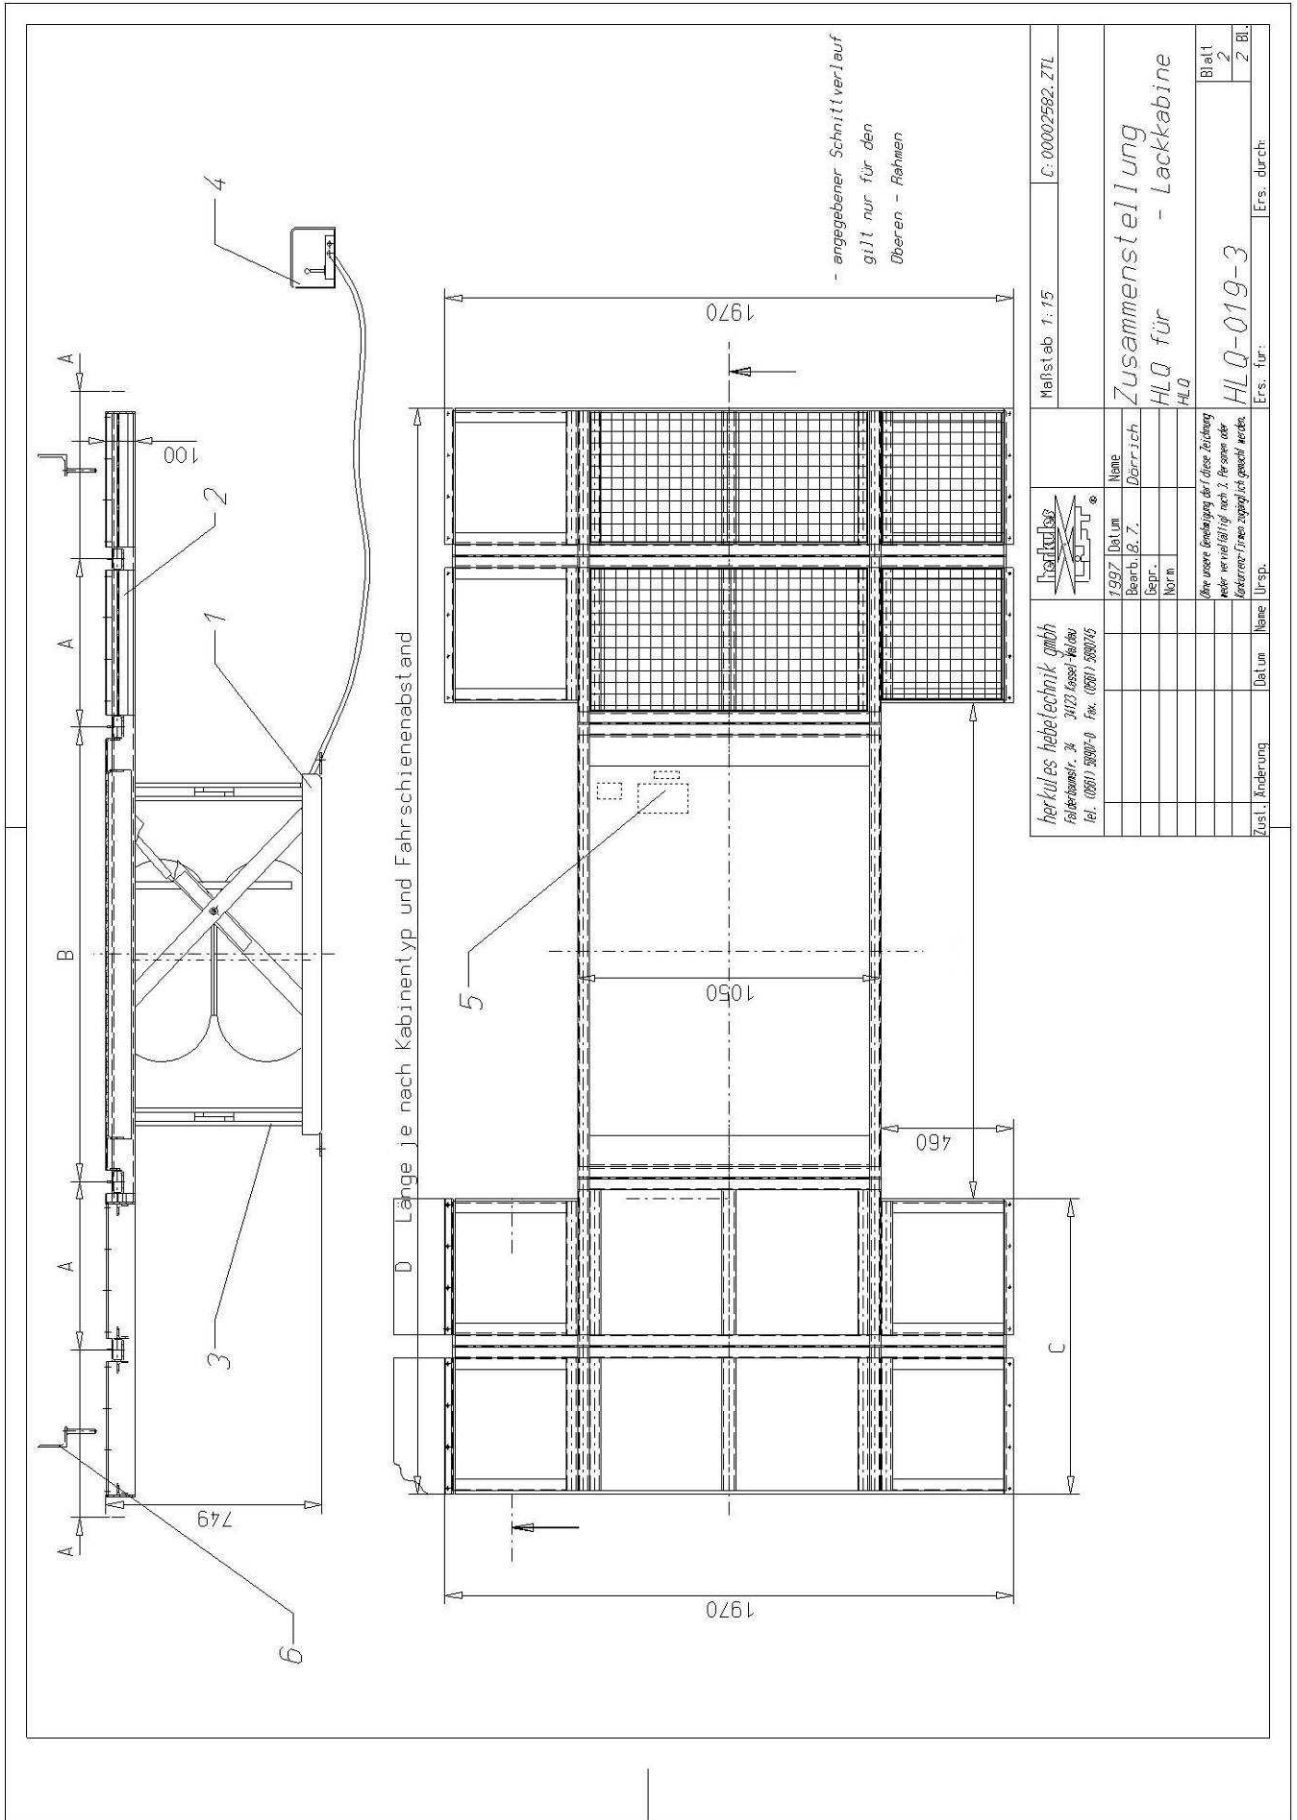 A
B
A
A
A
A
100
749
1
2
3
4
5
6
D Länge je nach Kabinentyp und Fahrschienenabstand
1970
1970
1050
460
C
- angegebener Schnittverlauf
gilt nur für den
Oberen - Rahmen
herkules hebetechnik gmbh
Falderbaumstr. 34 34123 Kassel-Waldau
Tel. (0561) 58907-0 Fax. (0561) 5890745
herkules
LIFT ®
Maßstab 1:15
C:00002582.ZTL
1997 Datum Name
Bearb. 8.7. Dörrich
Gepr.
Norm
Zusammenstellung
HLQ für - Lackkabine
HLQ
Ohne unsere Genehmigung darf diese Zeichnung
weder vervielfältigt noch 3. Personen oder
Konkurrenz-Firmen zugänglich gemacht werden.
HLQ-019-3
Blatt
2
2 Bl.
Zust. Änderung Datum Name Ursp. Ers. für: Ers. durch: